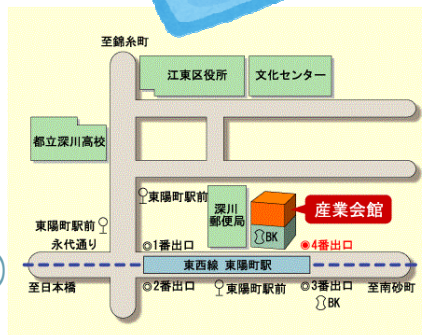 至錦糸町
江東区役所
文化センター
都立深川高校
東陽町駅前
深川
郵便局
産業会館
BK
東陽町駅前
永代通り
◎1番出口
◉4番出口
東西線 東陽町駅
至日本橋
◎2番出口
東陽町駅前
◎3番出口
至南砂町
BK